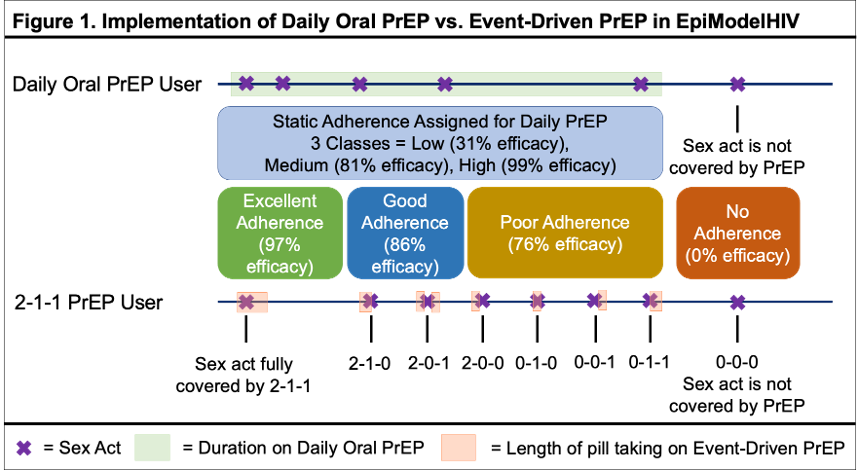 Figure 1. Implementation of Daily Oral PrEP vs. Event-Driven PrEP in EpiModelHIV
Daily Oral PrEP User
Static Adherence Assigned for Daily PrEP
3 Classes = Low (31% efficacy),
Medium (81% efficacy), High (99% efficacy)
Sex act is not
covered by PrEP
Excellent
Adherence
(97%
efficacy)
Good
Adherence
(86%
efficacy)
Poor Adherence
(76% efficacy)
No
Adherence
(0% efficacy)
2-1-1 PrEP User
Sex act fully
covered by 2-1-1
2-1-0
2-0-1
2-0-0
0-1-0
0-0-1
0-1-1
0-0-0
Sex act is not
covered by PrEP
= Sex Act
= Duration on Daily Oral PrEP
= Length of pill taking on Event-Driven PrEP